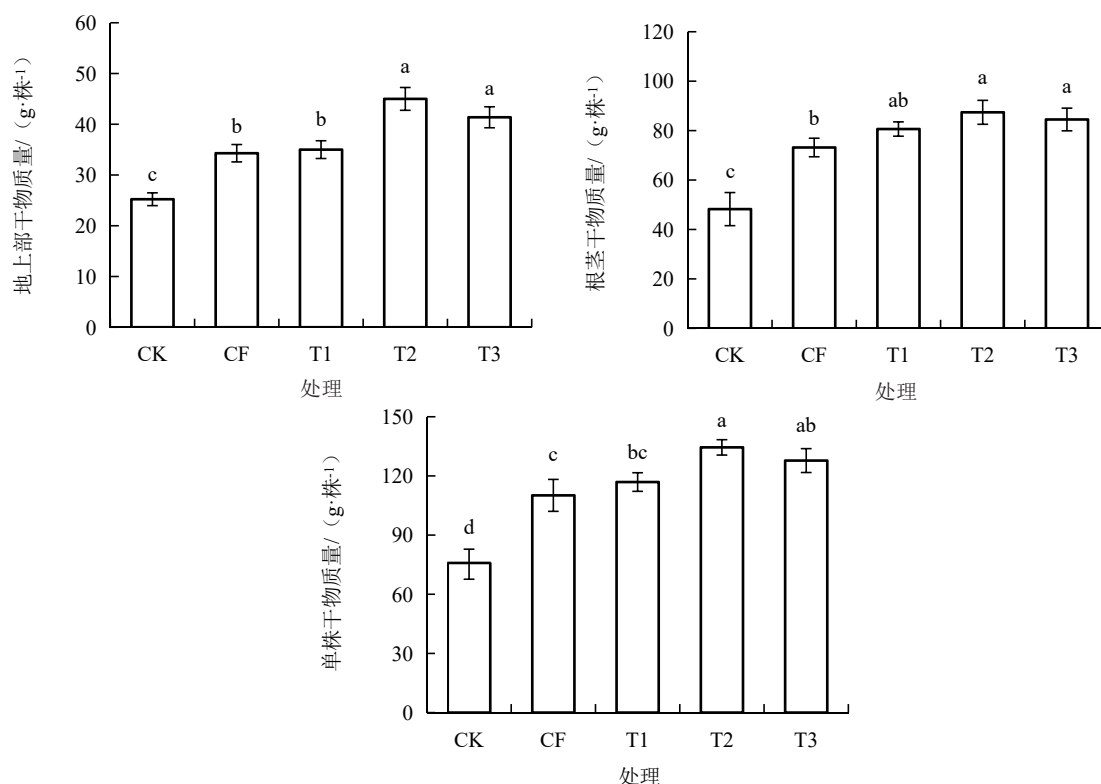 地上部干物质量/（g·株-1）
60
50
40
30
20
10
0
c
b
b
a
a
CK CF T1 T2 T3
处理
根茎干物质量/（g·株-1）
120
100
80
60
40
20
0
c
b
ab
a
a
CK CF T1 T2 T3
处理
单株干物质量/（g·株-1）
150
120
90
60
30
0
d
c
bc
a
ab
CK CF T1 T2 T3
处理